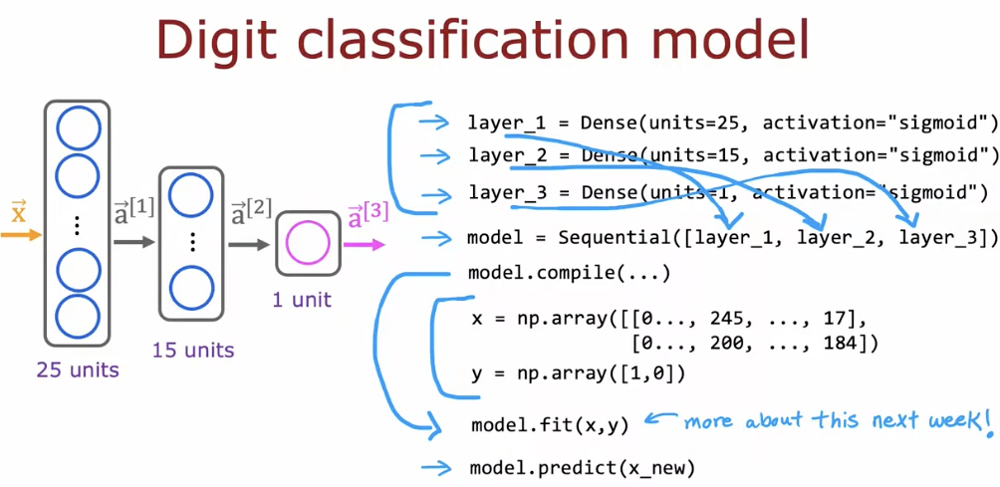 Digit classification model
x⃗
a⃗[1]
a⃗[2]
a⃗[3]
25 units
15 units
1 unit
layer_1 = Dense(units=25, activation="sigmoid")
layer_2 = Dense(units=15, activation="sigmoid")
layer_3 = Dense(units=1, activation="sigmoid")
model = Sequential([layer_1, layer_2, layer_3])
model.compile(...)
x = np.array([[0..., 245, ..., 17],
[0..., 200, ..., 184]])
y = np.array([1,0])
model.fit(x,y) ← more about this next week!
model.predict(x_new)